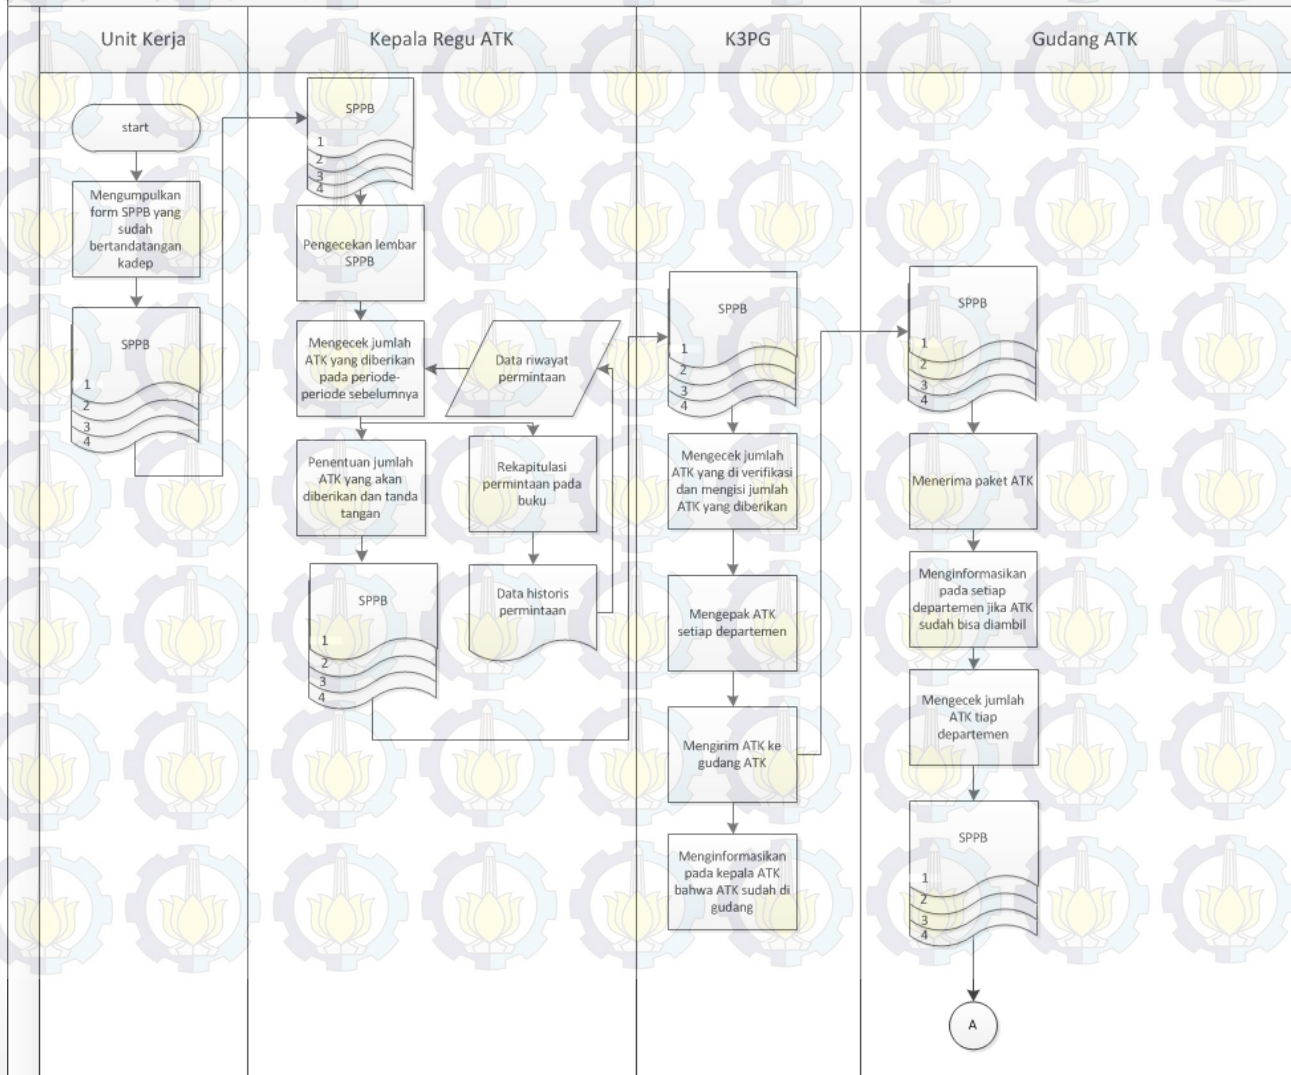 Unit Kerja
Kepala Regu ATK
K3PG
Gudang ATK
start
Mengumpulkan
form SPPB yang
sudah
bertandatangan
kadep
SPPB
1
2
3
4
SPPB
1
2
3
4
Pengecekan lembar
SPPB
Mengecek jumlah
ATK yang diberikan
pada periode-
periode sebelumnya
Data riwayat
permintaan
Penentuan jumlah
ATK yang akan
diberikan dan tanda
tangan
Rekapitulasi
permintaan pada
buku
SPPB
1
2
3
4
Data historis
permintaan
SPPB
1
2
3
4
Mengecek jumlah
ATK yang di verifikasi
dan mengisi jumlah
ATK yang diberikan
Mengepak ATK
setiap departemen
Mengirim ATK ke
gudang ATK
Menginformasikan
pada kepala ATK
bahwa ATK sudah di
gudang
SPPB
1
2
3
4
Menerima paket ATK
Menginformasikan
pada setiap
departemen jika ATK
sudah bisa diambil
Mengecek jumlah
ATK tiap
departemen
SPPB
1
2
3
4
A